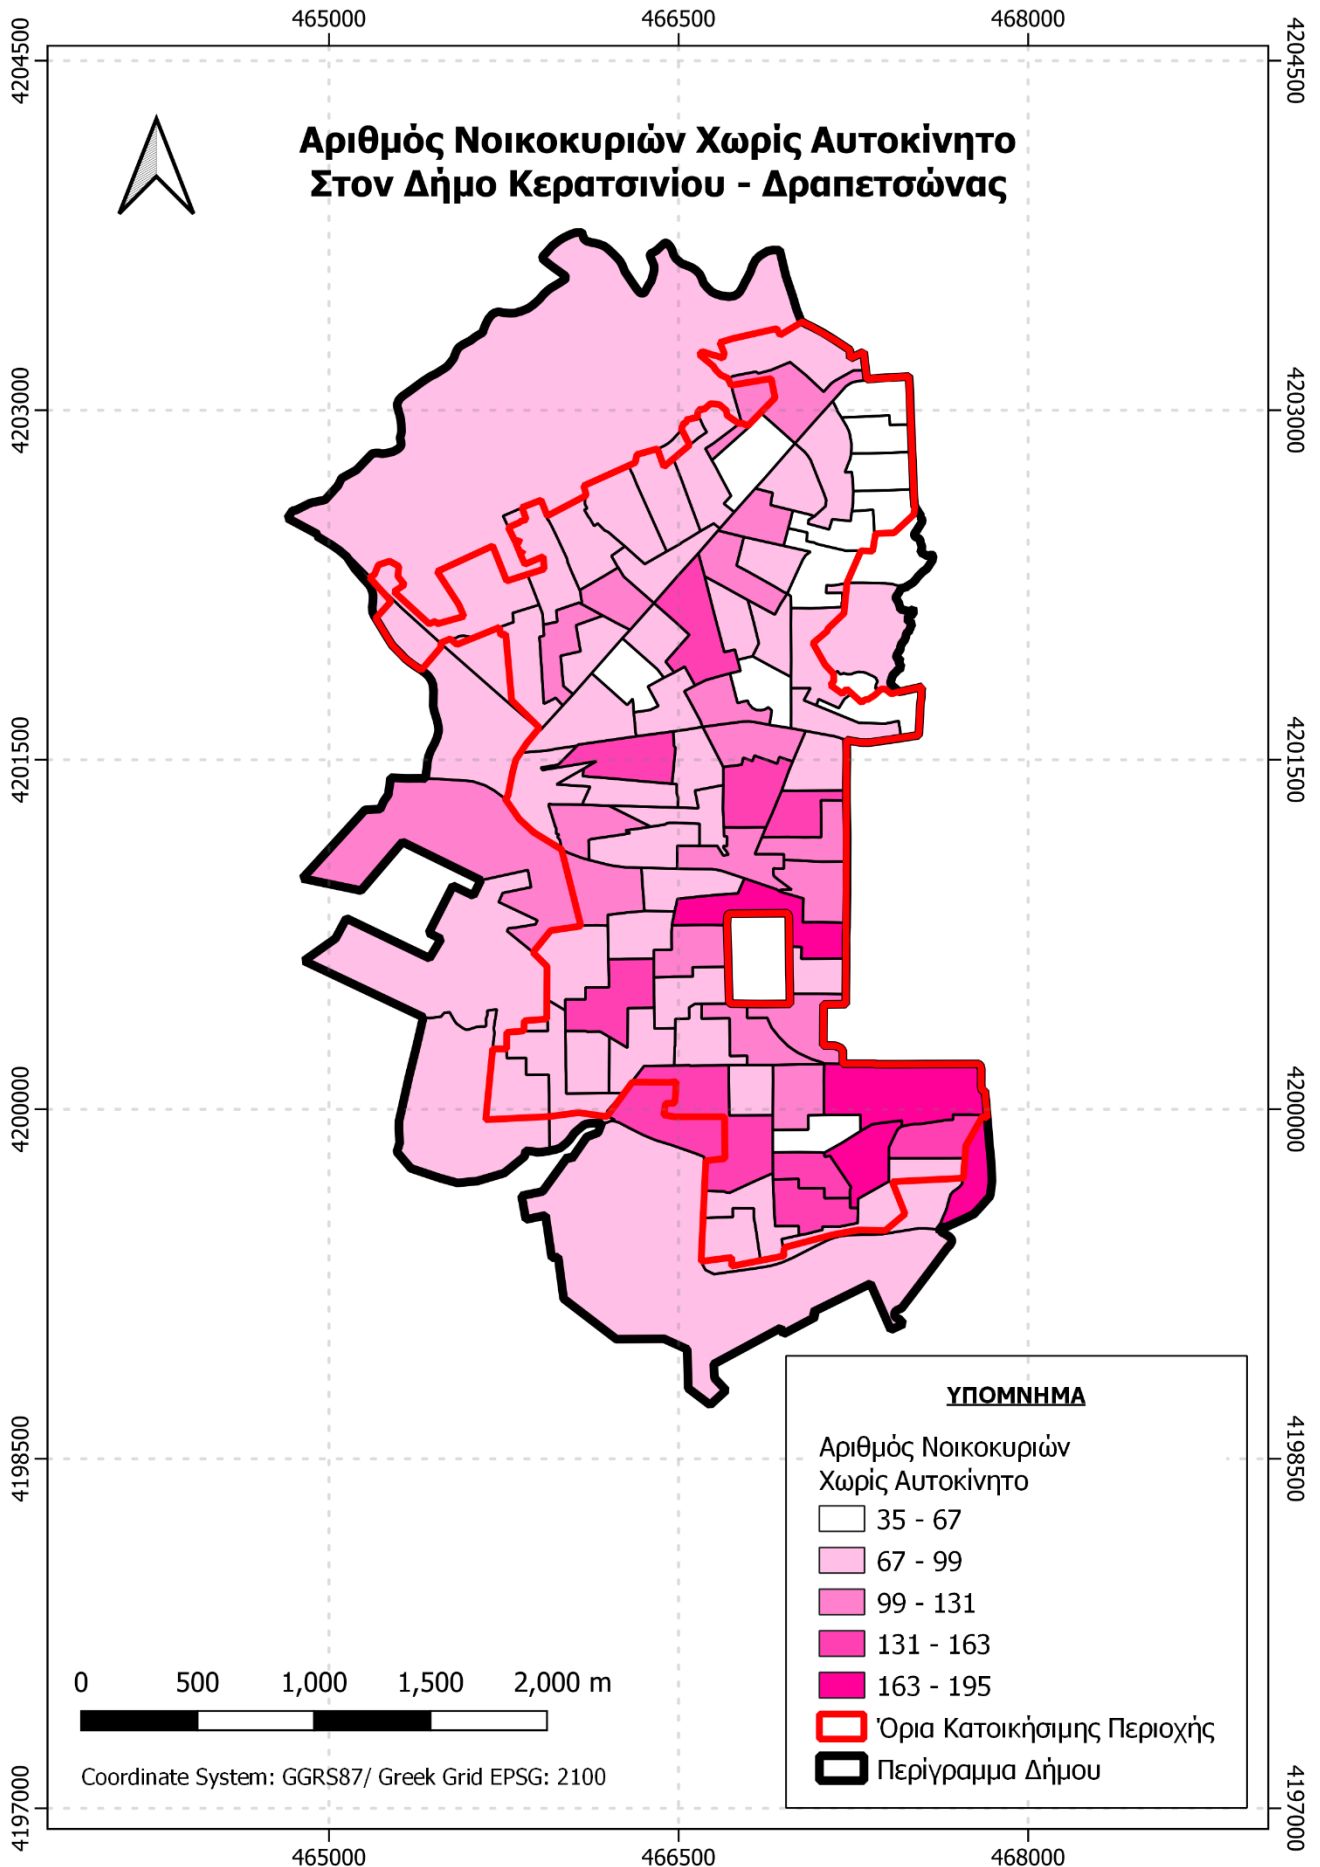 465000 466500 468000
4204500 4204500
Αριθμός Νοικοκυριών Χωρίς Αυτοκίνητο
Στον Δήμο Κερατσινίου - Δραπετσώνας
4203000 4203000
4201500 4201500
4200000 4200000
ΥΠΟΜΝΗΜΑ
Αριθμός Νοικοκυριών
Χωρίς Αυτοκίνητο
4198500 4198500
35 - 67
67 - 99
99 - 131
131 - 163
163 - 195
Όρια Κατοικήσιμης Περιοχής
Περίγραμμα Δήμου
0 500 1,000 1,500 2,000 m
Coordinate System: GGRS87/ Greek Grid EPSG: 2100
4197000 4197000
465000 466500 468000